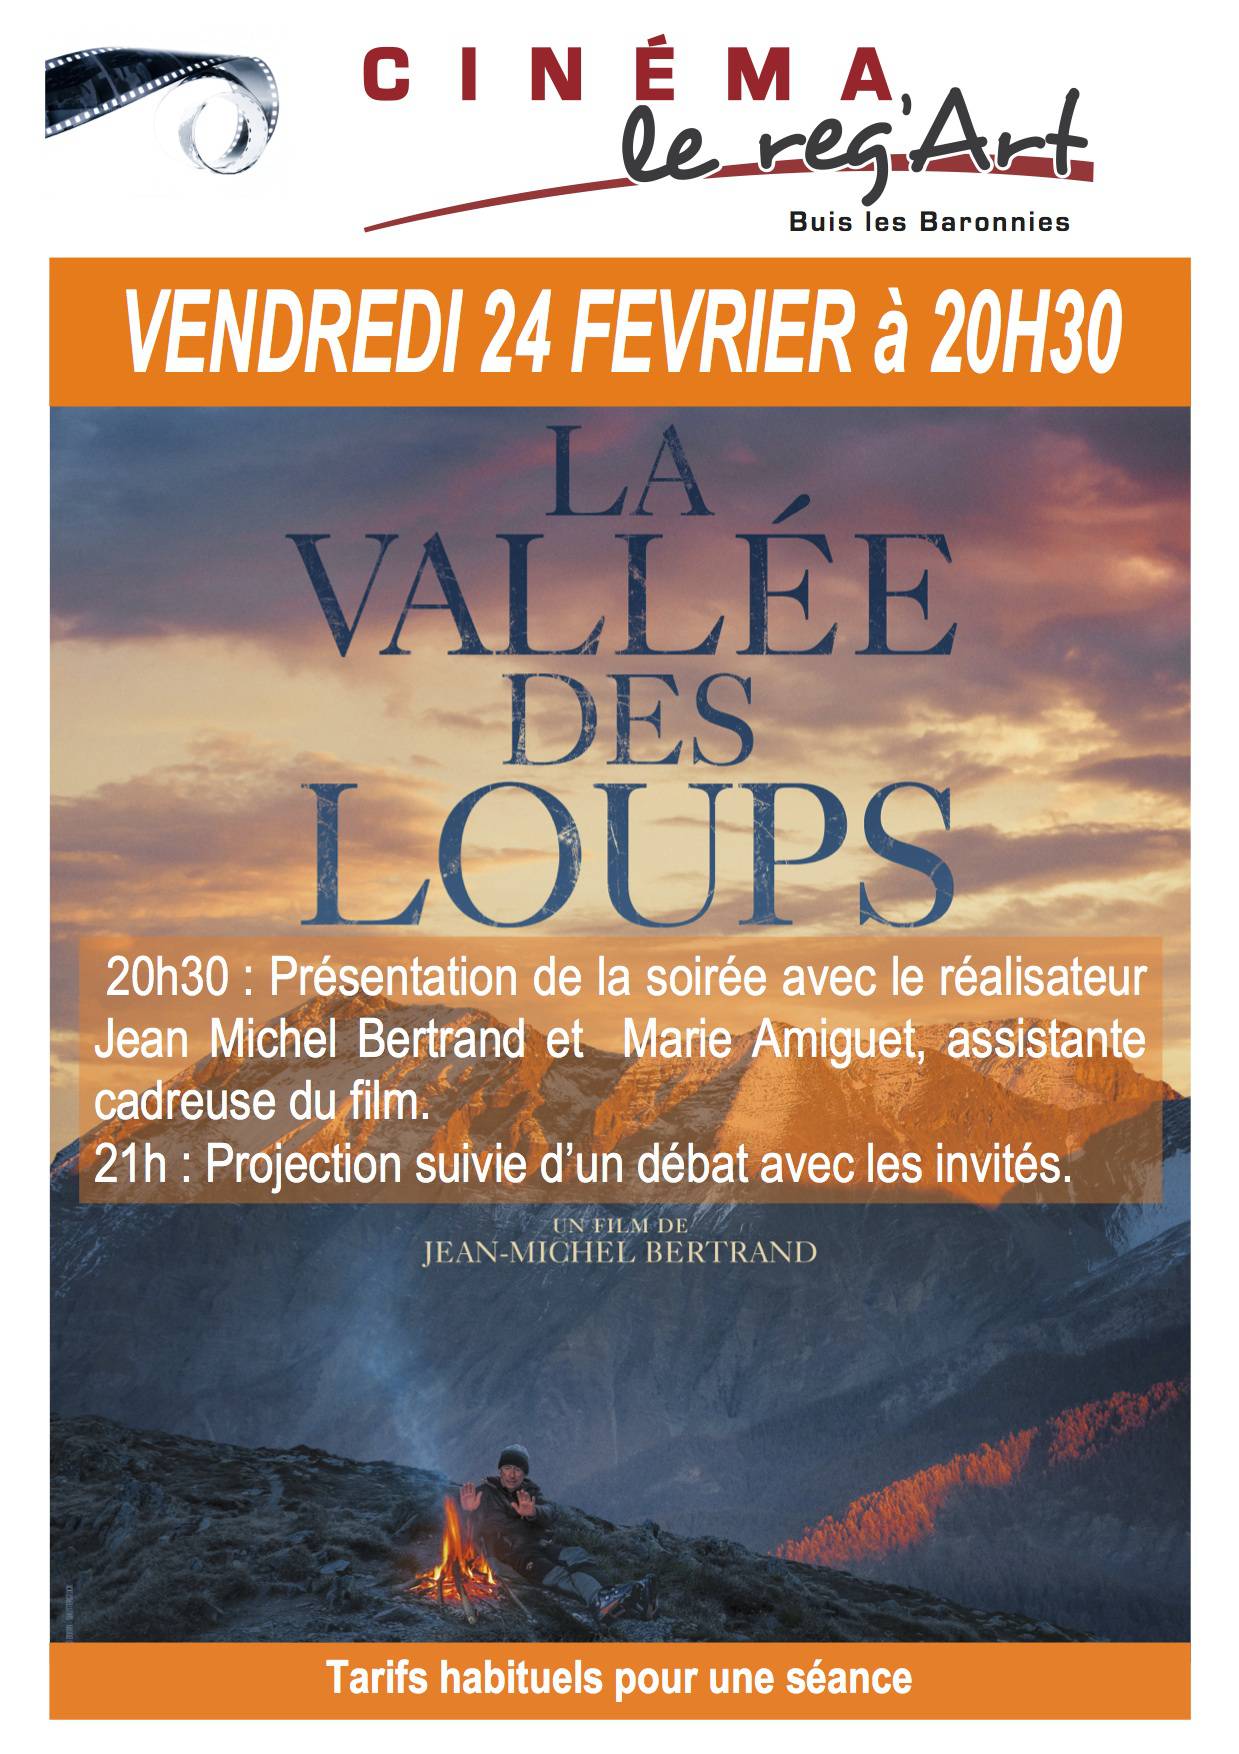 CINÉMA
le reg'Art
Buis les Baronnies
VENDREDI 24 FEVRIER à 20H30
LA
VALLÉE
DES
LOUPS
20h30 : Présentation de la soirée avec le réalisateur
Jean Michel Bertrand et Marie Amiguet, assistante
cadreuse du film.
21h : Projection suivie d’un débat avec les invités.
UN FILM DE
JEAN-MICHEL BERTRAND
Tarifs habituels pour une séance